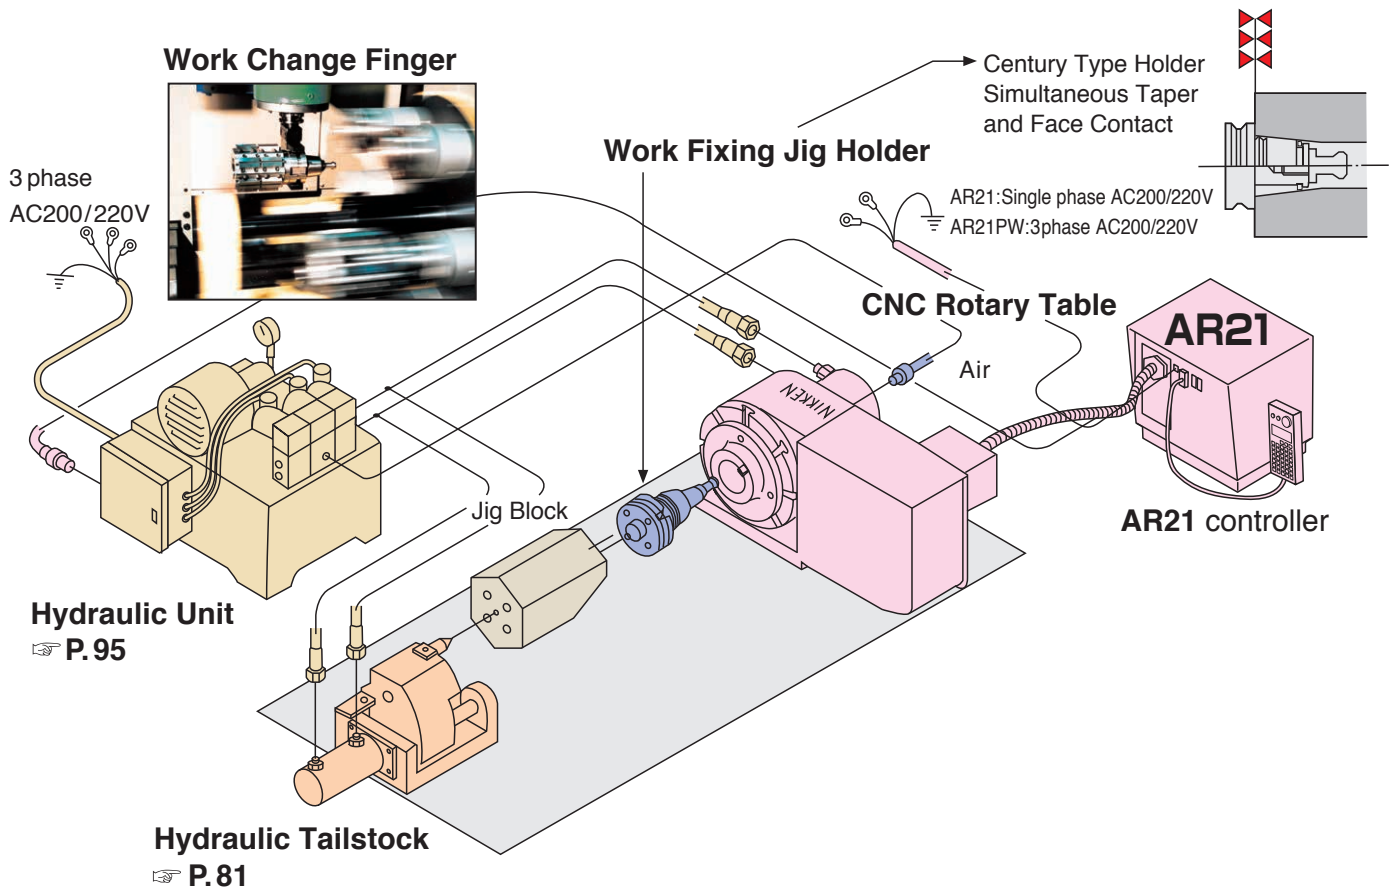 Work Change Finger
Century Type Holder
Simultaneous Taper
and Face Contact
Work Fixing Jig Holder
3 phase
AC200/220V
AR21:Single phase AC200/220V
AR21PW:3phase AC200/220V
CNC Rotary Table
AR21
Air
NIKKEN
Jig Block
AR21 controller
Hydraulic Unit
☞ P.95
Hydraulic Tailstock
☞ P.81